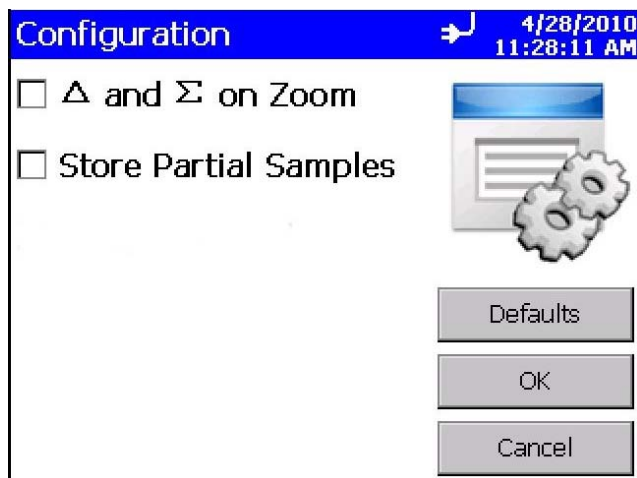 Configuration
4/28/2010
11:28:11 AM
Δ and Σ on Zoom
Store Partial Samples
Defaults
OK
Cancel